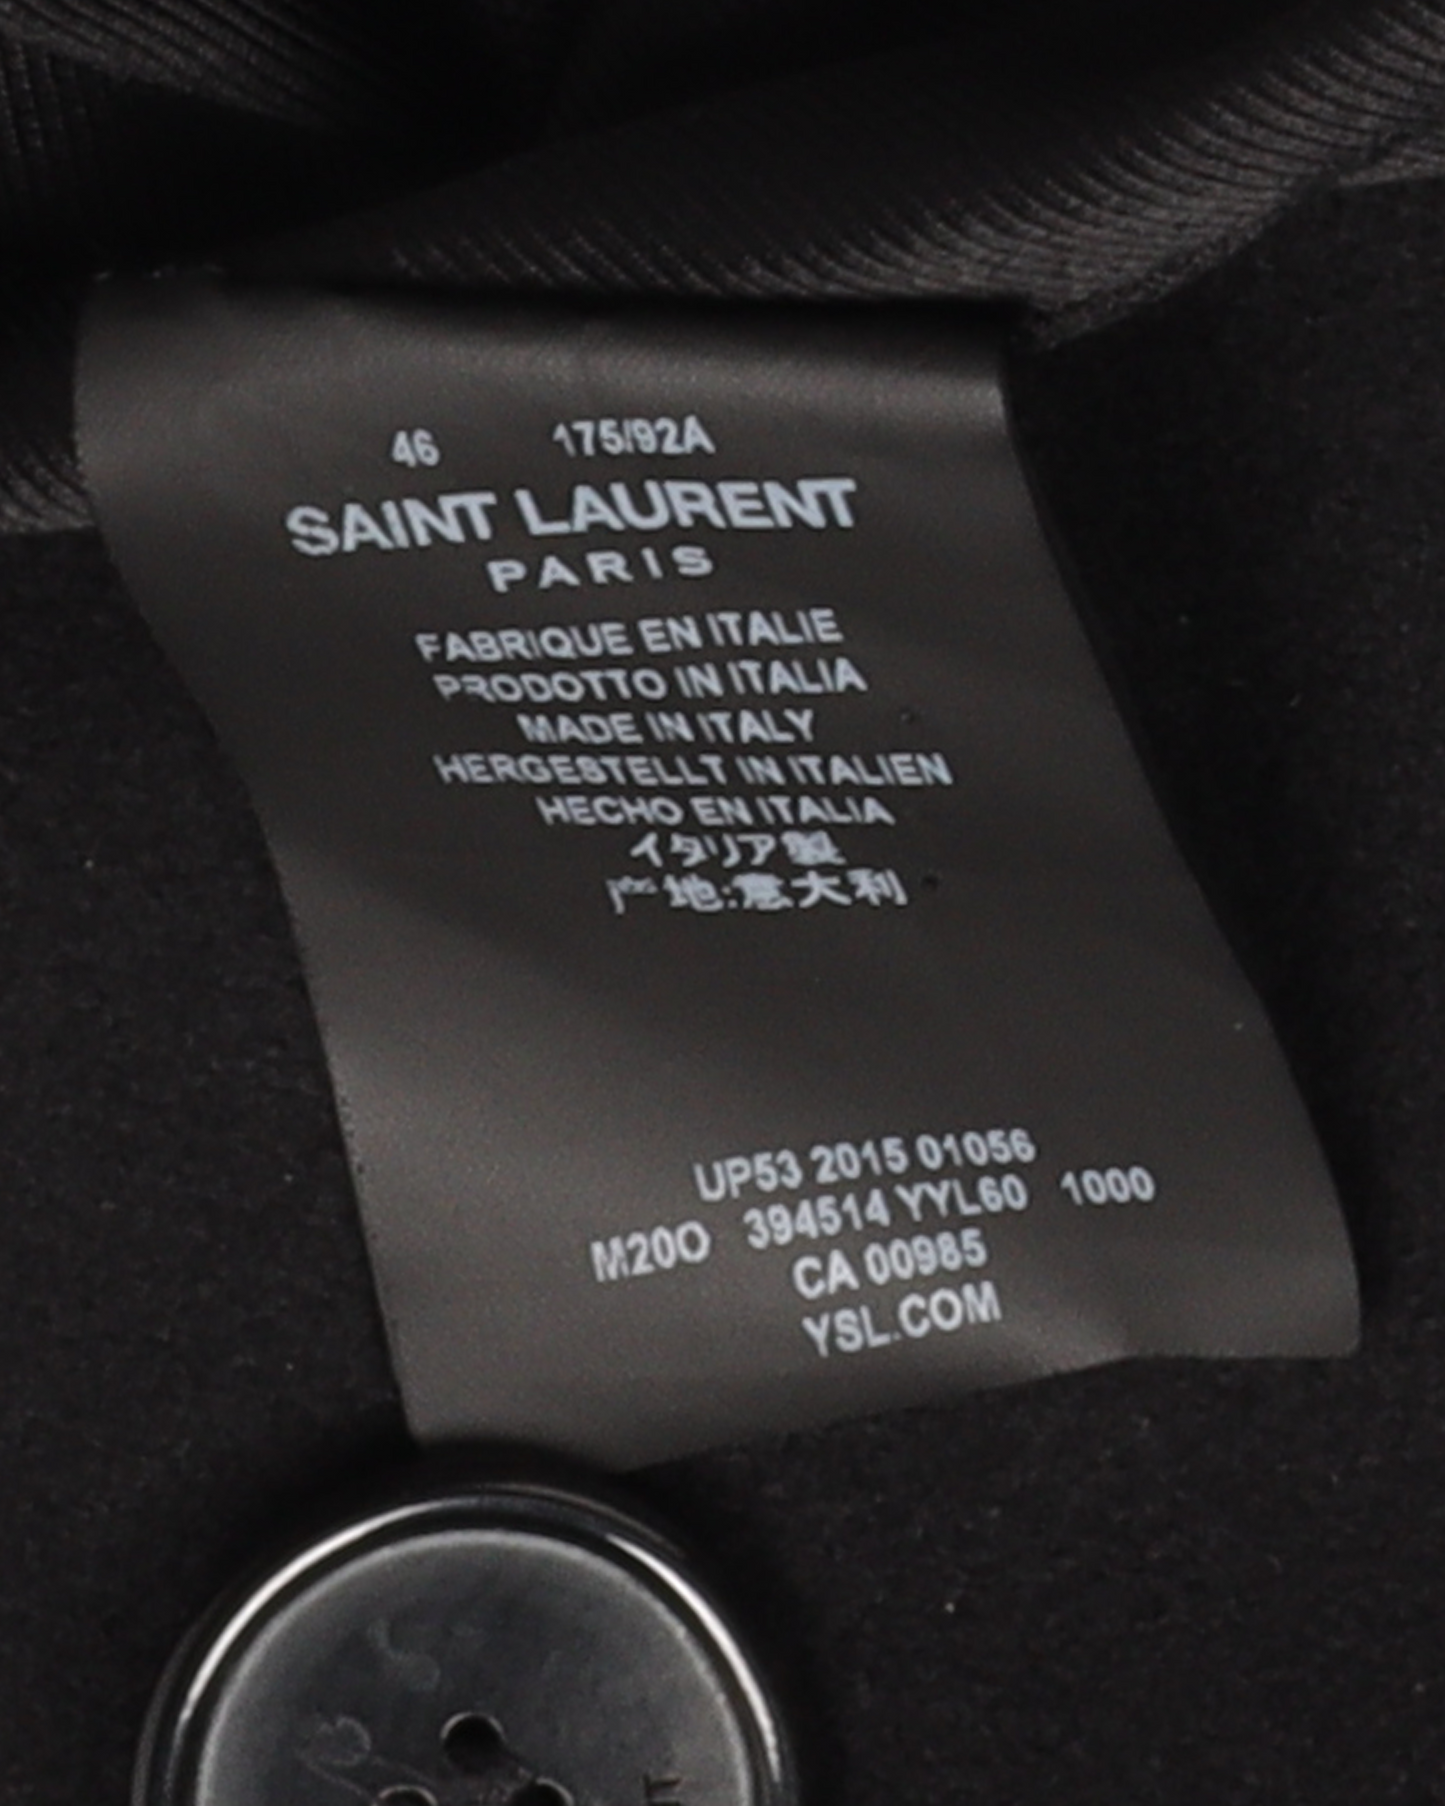 46 175/92A
SAINT LAURENT
PARIS
FABRIQUE EN ITALIE
PRODOTTO IN ITALIA
MADE IN ITALY
HERGESTELLT IN ITALIEN
HECHO EN ITALIA
イタリア製
产地:意大利
UP53 2015 01056
M20O 394514 YYL60 1000
CA 00985
YSL.COM